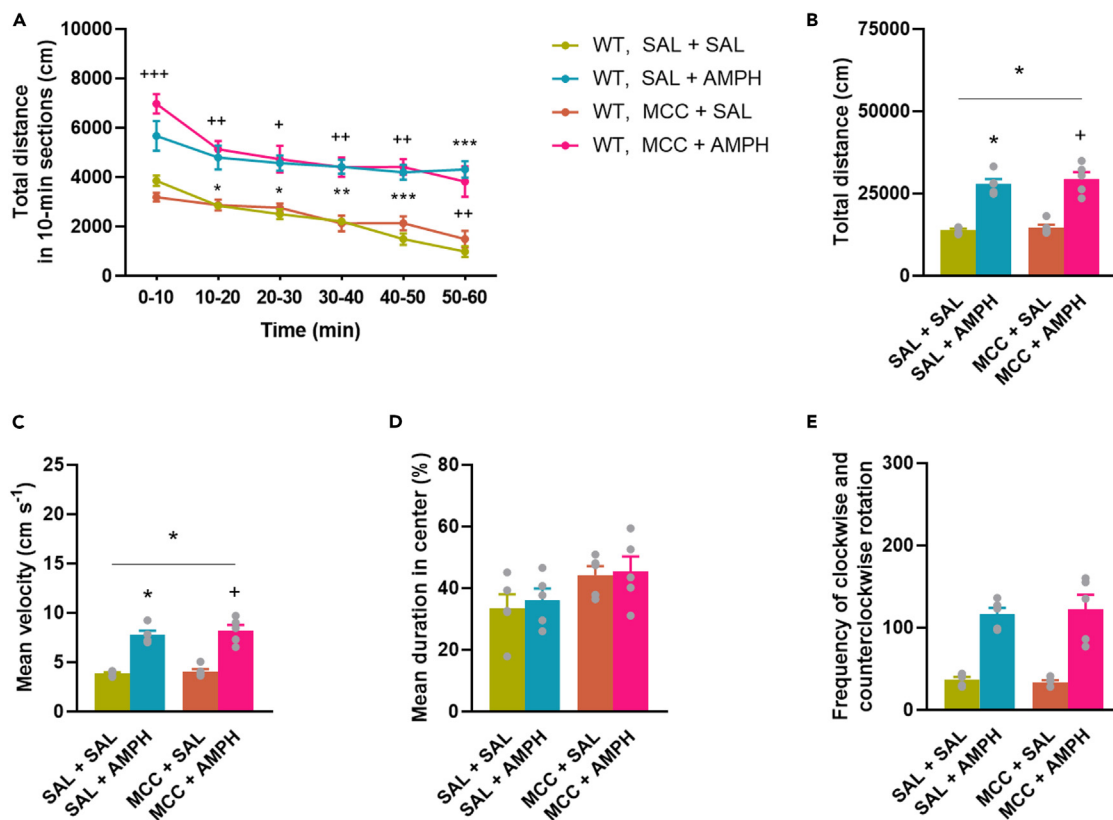 A
Total distance
in 10-min sections (cm)
10000
8000
6000
4000
2000
0
+++
++
+
++
++
***
*
*
**
***
++
0-10
10-20
20-30
30-40
40-50
50-60
Time (min)
WT, SAL + SAL
WT, SAL + AMPH
WT, MCC + SAL
WT, MCC + AMPH
B
Toltal distance (cm)
75000
50000
25000
0
*
*
+
SAL + SAL
SAL + AMPH
MCC + SAL
MCC + AMPH
C
Mean velocity (cm s-1)
25
20
15
10
5
0
*
*
+
SAL + SAL
SAL + AMPH
MCC + SAL
MCC + AMPH
D
Mean duration in center (%)
80
60
40
20
0
SAL + SAL
SAL + AMPH
MCC + SAL
MCC + AMPH
E
Frequency of clockwise and
counterclockwise rotation
300
200
100
0
SAL + SAL
SAL + AMPH
MCC + SAL
MCC + AMPH